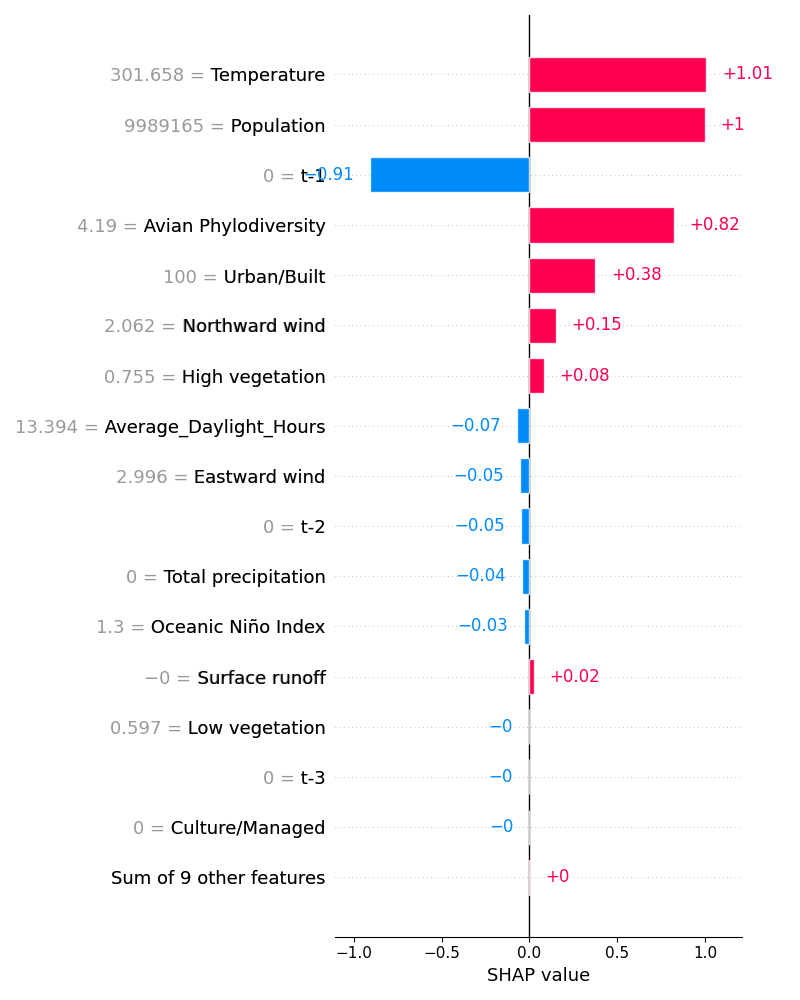 301.658 = Temperature +1.01
9989165 = Population +1
0 = t-1 −0.91
4.19 = Avian Phylodiversity +0.82
100 = Urban/Built +0.38
2.062 = Northward wind +0.15
0.755 = High vegetation +0.08
13.394 = Average_Daylight_Hours −0.07
2.996 = Eastward wind −0.05
0 = t-2 −0.05
0 = Total precipitation −0.04
1.3 = Oceanic Niño Index −0.03
−0 = Surface runoff +0.02
0.597 = Low vegetation −0
0 = t-3 −0
0 = Culture/Managed −0
Sum of 9 other features +0
−1.0 −0.5 0.0 0.5 1.0
SHAP value